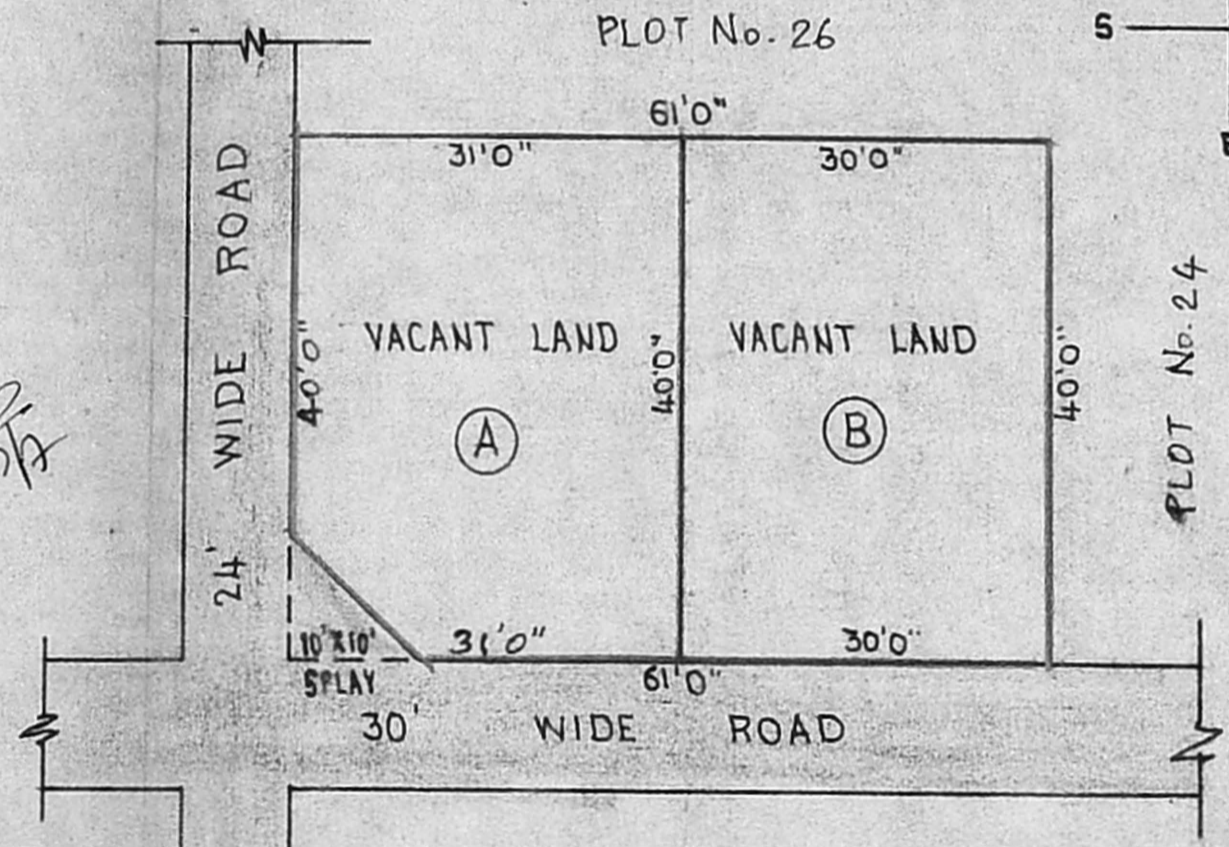 PLOT No. 26
S
61'0"
31'0"
30'0"
24' WIDE ROAD
40'0"
VACANT LAND
40'0"
VACANT LAND
40'0"
PLOT No. 24
A
B
10'X10'
SPLAY
31'0"
30'0"
61'0"
30' WIDE ROAD